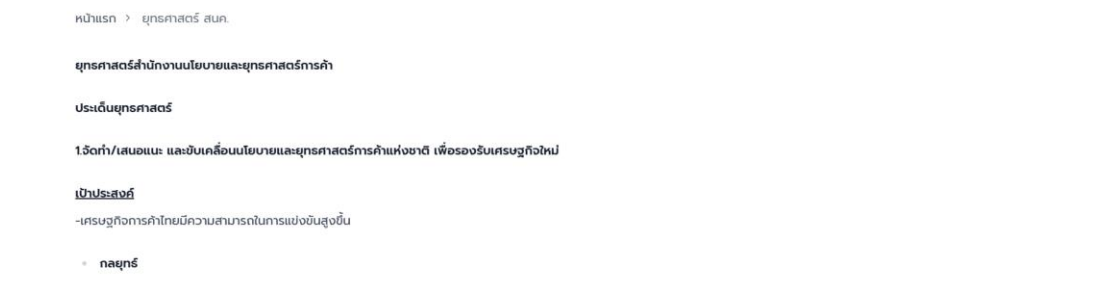 หน้าแรก > ยุทธศาสตร์ สนค.
ยุทธศาสตร์สำนักงานนโยบายและยุทธศาสตร์การค้า
ประเด็นยุทธศาสตร์
1.จัดทำ/เสนอแนะ และขับเคลื่อนนโยบายและยุทธศาสตร์การค้าแห่งชาติ เพื่อรองรับเศรษฐกิจใหม่
เป้าประสงค์
-เศรษฐกิจการค้าไทยมีความสามารถในการแข่งขันสูงขึ้น
• กลยุทธ์